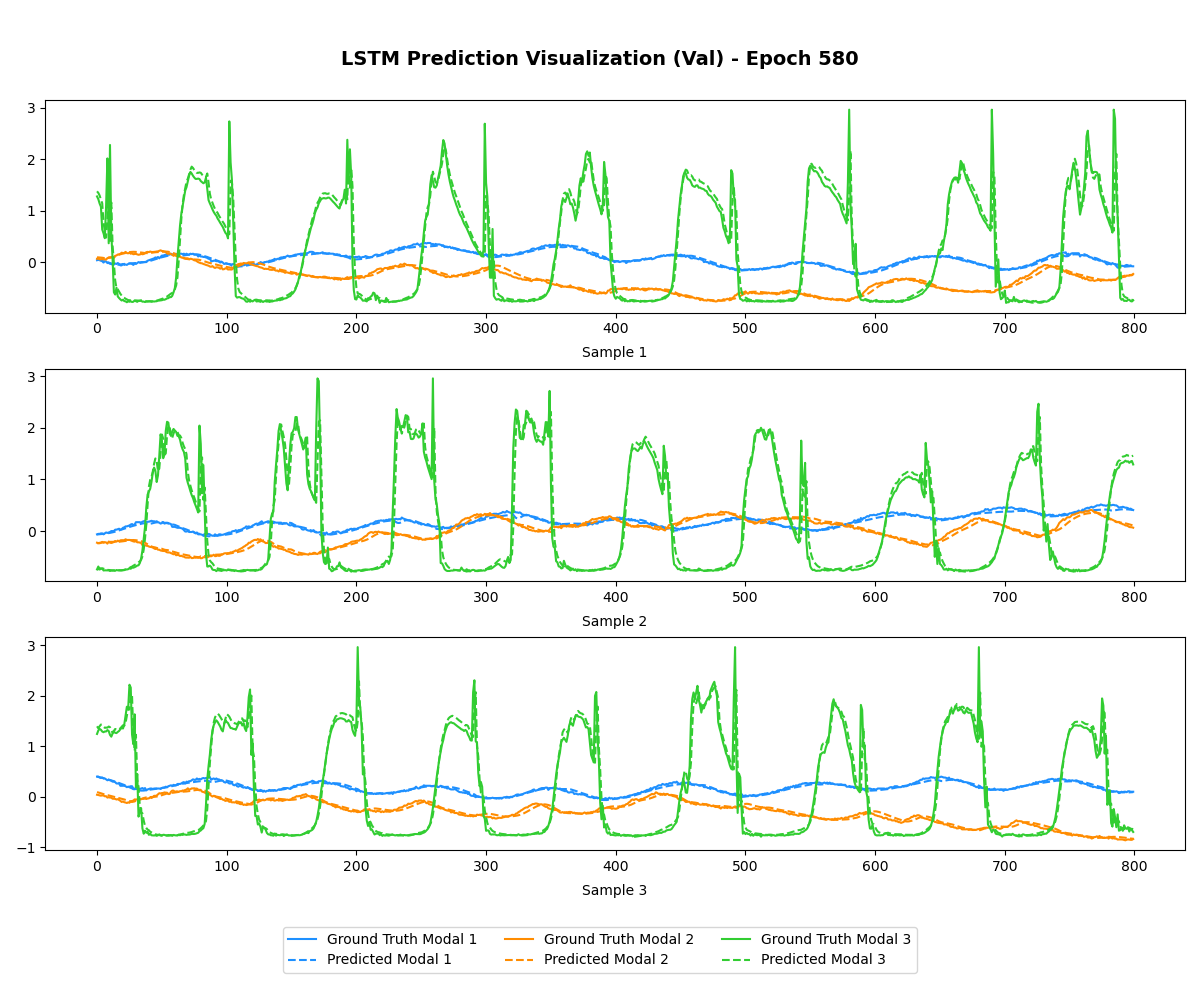 LSTM Prediction Visualization (Val) - Epoch 580
3
2
1
0
0 100 200 300 400 500 600 700 800
Sample 1
3
2
1
0
0 100 200 300 400 500 600 700 800
Sample 2
3
2
1
0
−1
0 100 200 300 400 500 600 700 800
Sample 3
Ground Truth Modal 1 Ground Truth Modal 2 Ground Truth Modal 3
Predicted Modal 1 Predicted Modal 2 Predicted Modal 3